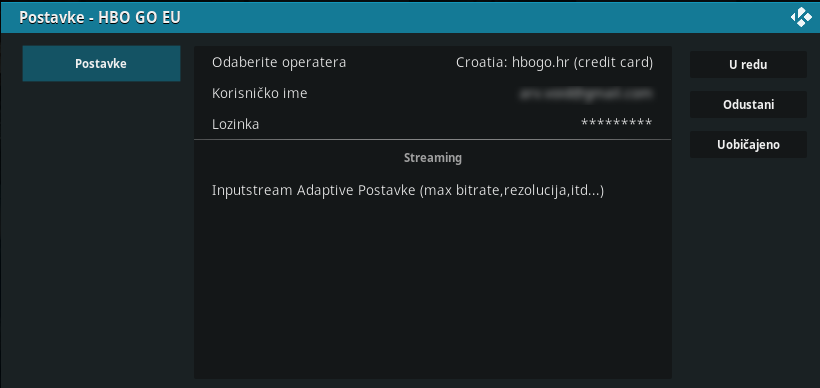 Postavke - HBO GO EU
Postavke
Odaberite operatera
Croatia: hbogo.hr (credit card)
Korisničko ime
Lozinka
*********
Streaming
Inputstream Adaptive Postavke (max bitrate,rezolucija,itd...)
U redu
Odustani
Uobičajeno